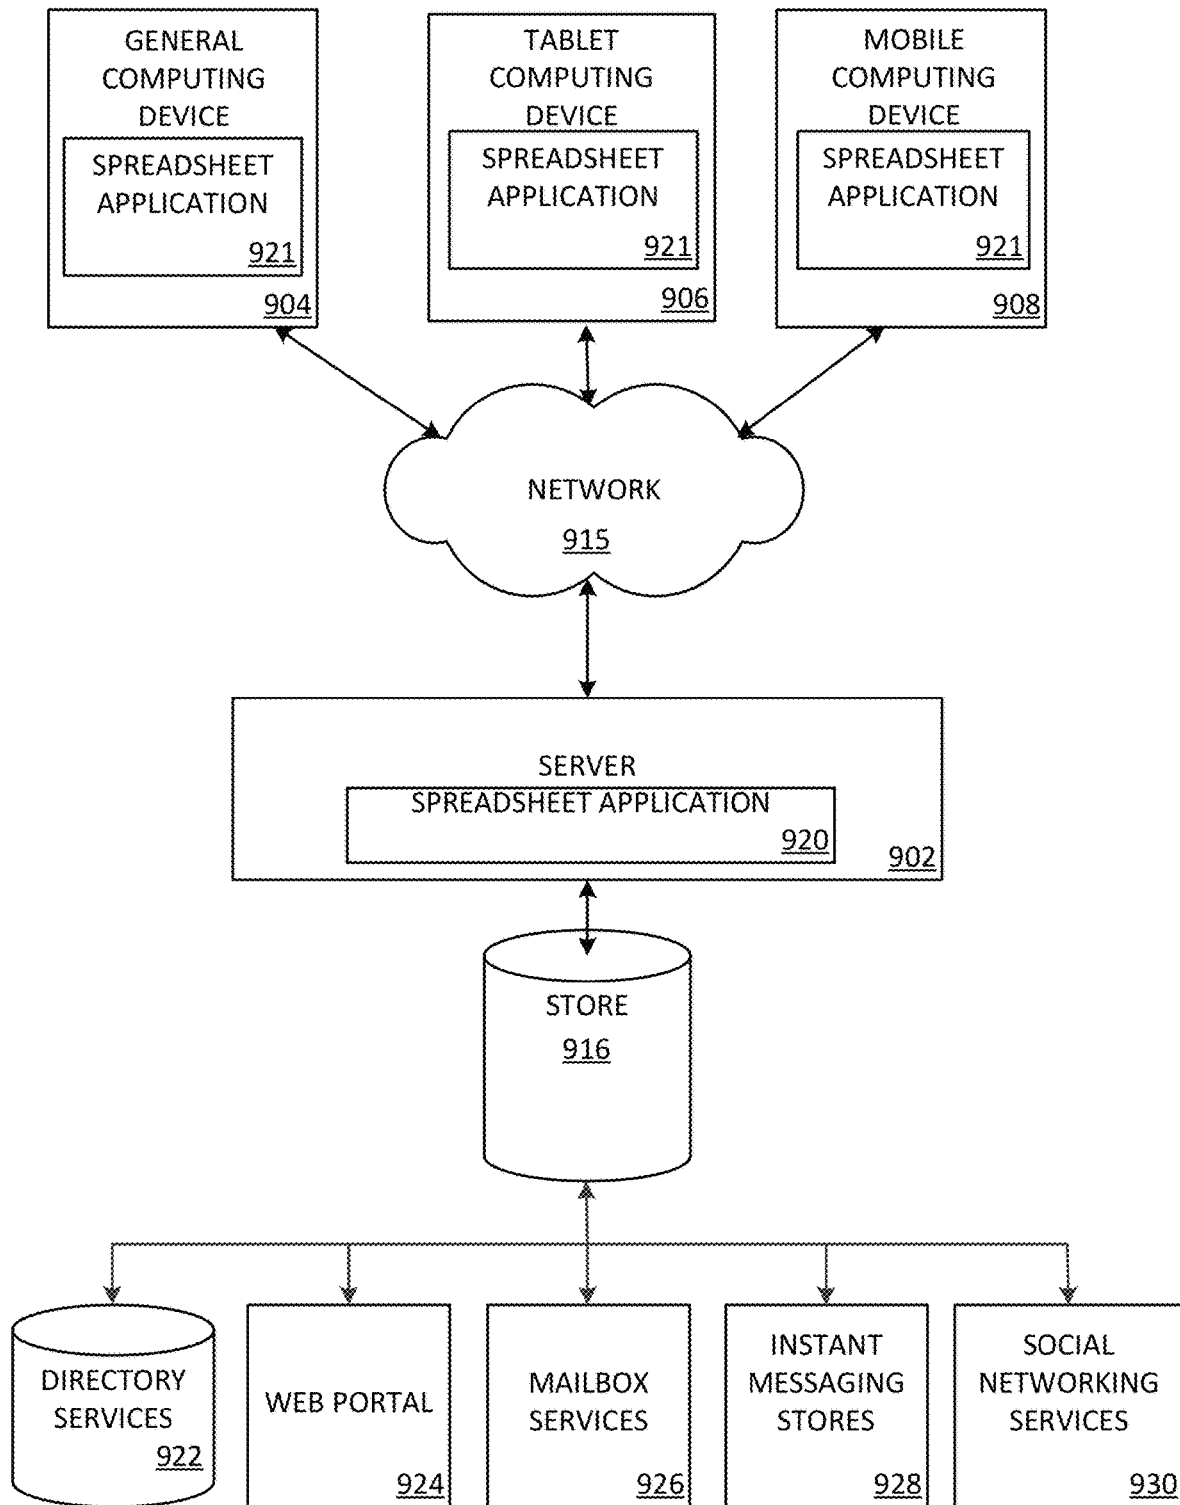 GENERAL
COMPUTING
DEVICE
SPREADSHEET
APPLICATION
921
904
TABLET
COMPUTING
DEVICE
SPREADSHEET
APPLICATION
921
906
MOBILE
COMPUTING
DEVICE
SPREADSHEET
APPLICATION
921
908
NETWORK
915
SERVER
SPREADSHEET APPLICATION
920
902
STORE
916
DIRECTORY
SERVICES
922
WEB PORTAL
924
MAILBOX
SERVICES
926
INSTANT
MESSAGING
STORES
928
SOCIAL
NETWORKING
SERVICES
930